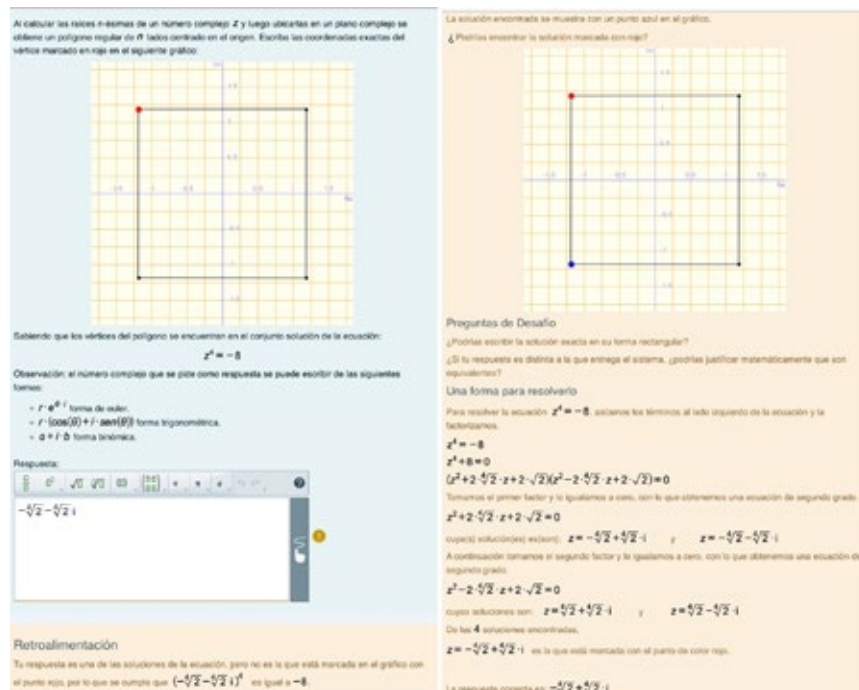 Al calcular las raíces n-ésimas de un número complejo z y luego ubicarlas en un plano complejo se
obtiene un polígono regular de n lados centrado en el origen. Escriba las coordenadas exactas del
vértice marcado en rojo en el siguiente gráfico:
Sabiendo que los vértices del polígono se encuentran en el conjunto solución de la ecuación:
z⁴ = −8
Observación: el número complejo que se pide como respuesta se puede escribir de las siguientes
formas:
r·e^(θ·i) forma de euler.
r·(cos(θ)+i·sen(θ)) forma trigonométrica.
a+i·b forma binómica.
Respuesta:
−∜2−∜2 i
Retroalimentación
Tu respuesta es una de las soluciones de la ecuación, pero no es la que está marcada en el gráfico con
el punto rojo, por lo que se cumple que (−∜2−∜2 i)⁴ es igual a −8.
La solución encontrada se muestra con un punto azul en el gráfico.
¿Podrías encontrar la solución marcada con rojo?
Preguntas de Desafío
¿Podrías escribir la solución exacta en su forma rectangular?
¿Si tu respuesta es distinta a la que entrega el sistema, ¿podrías justificar matemáticamente que son
equivalentes?
Una forma para resolverlo
Para resolver la ecuación z⁴=−8, aislamos los términos al lado izquierdo de la ecuación y la
factorizamos.
z⁴=−8
z⁴+8=0
(z²+2·∜2·z+2·√2)(z²−2·∜2·z+2·√2)=0
Tomamos el primer factor y lo igualamos a cero, con lo que obtenemos una ecuación de segundo grado.
z²+2·∜2·z+2·√2=0
cuya(s) solución(es) es(son): z=−∜2+∜2·i y z=−∜2−∜2·i
A continuación tomamos el segundo factor y lo igualamos a cero, con lo que obtenemos una ecuación de
segundo grado.
z²−2·∜2·z+2·√2=0
cuyas soluciones son: z=∜2+∜2·i y z=∜2−∜2·i
De las 4 soluciones encontradas,
z=−∜2+∜2·i es la que está marcada con el punto de color rojo.
La respuesta correcta es: −∜2+∜2·i